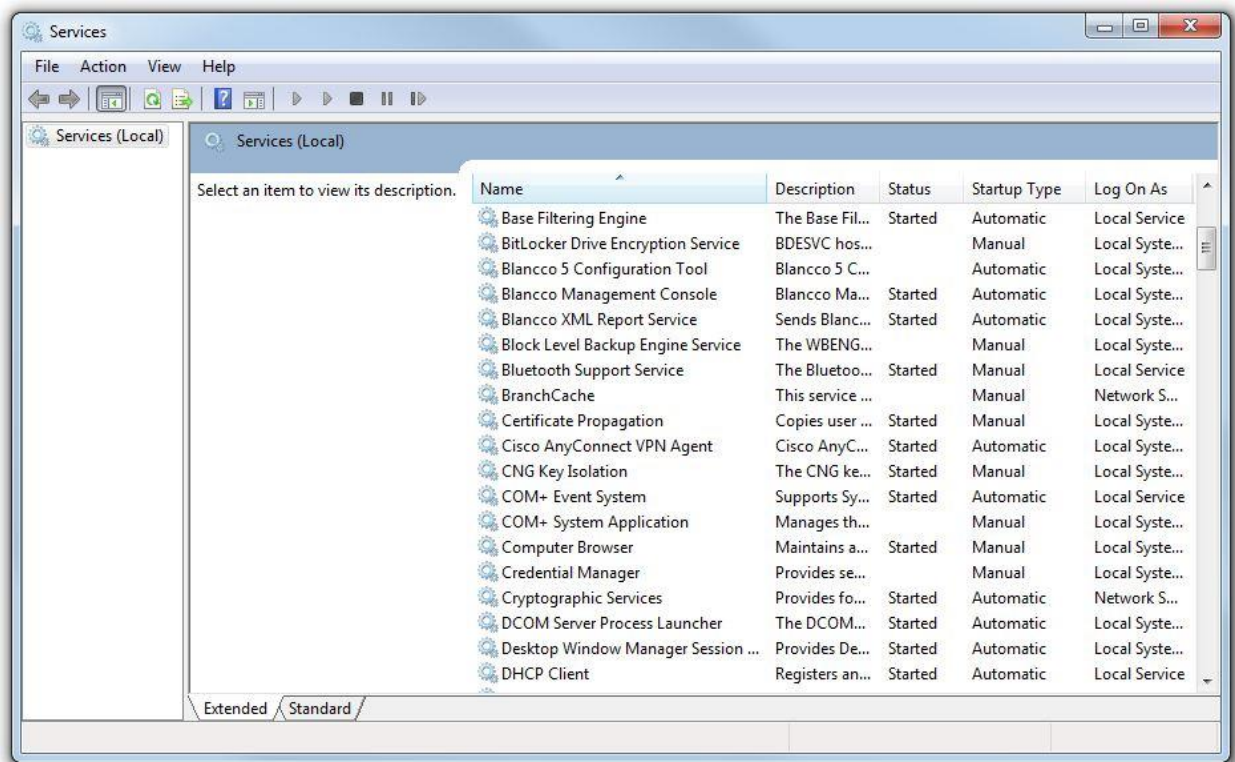 Services
File Action View Help
Services (Local)
Services (Local)
Select an item to view its description.
Name Description Status Startup Type Log On As
Base Filtering Engine The Base Fil... Started Automatic Local Service
BitLocker Drive Encryption Service BDESVC hos... Manual Local Syste...
Blancco 5 Configuration Tool Blancco 5 C... Automatic Local Syste...
Blancco Management Console Blancco Ma... Started Automatic Local Syste...
Blancco XML Report Service Sends Blanc... Started Automatic Local Syste...
Block Level Backup Engine Service The WBENG... Manual Local Syste...
Bluetooth Support Service The Bluetoo... Started Manual Local Service
BranchCache This service ... Manual Network S...
Certificate Propagation Copies user ... Started Manual Local Syste...
Cisco AnyConnect VPN Agent Cisco AnyC... Started Automatic Local Syste...
CNG Key Isolation The CNG ke... Started Manual Local Syste...
COM+ Event System Supports Sy... Started Automatic Local Service
COM+ System Application Manages th... Manual Local Syste...
Computer Browser Maintains a... Started Manual Local Syste...
Credential Manager Provides se... Manual Local Syste...
Cryptographic Services Provides fo... Started Automatic Network S...
DCOM Server Process Launcher The DCOM... Started Automatic Local Syste...
Desktop Window Manager Session ... Provides De... Started Automatic Local Syste...
DHCP Client Registers an... Started Automatic Local Service
Extended Standard